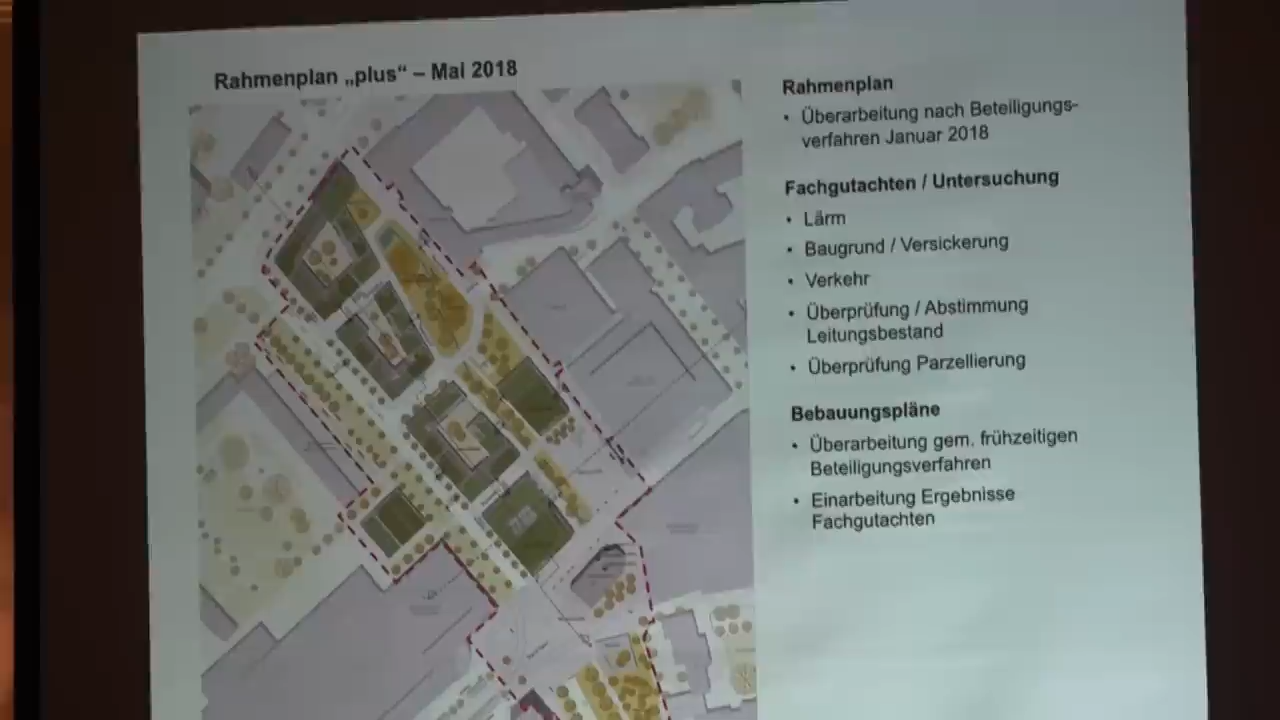 Rahmenplan „plus“ – Mai 2018
Rahmenplan
• Überarbeitung nach Beteiligungs-
verfahren Januar 2018
Fachgutachten / Untersuchung
• Lärm
• Baugrund / Versickerung
• Verkehr
• Überprüfung / Abstimmung
Leitungsbestand
• Überprüfung Parzellierung
Bebauungspläne
• Überarbeitung gem. frühzeitigen
Beteiligungsverfahren
• Einarbeitung Ergebnisse
Fachgutachten